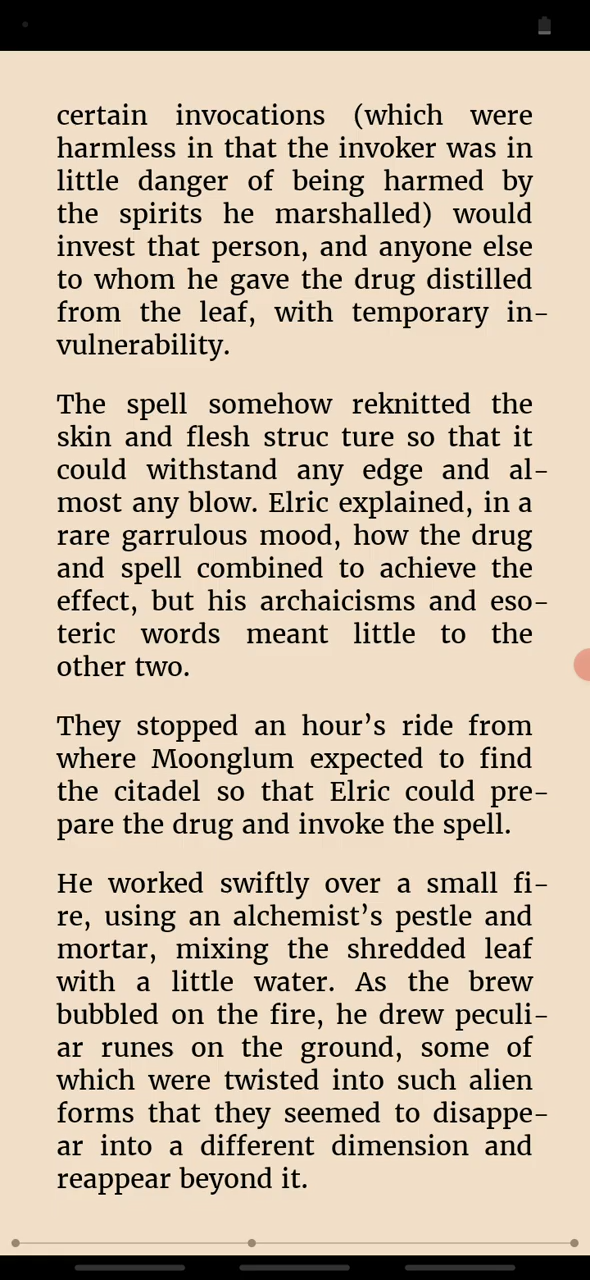 certain invocations (which were
harmless in that the invoker was in
little danger of being harmed by
the spirits he marshalled) would
invest that person, and anyone else
to whom he gave the drug distilled
from the leaf, with temporary in-
vulnerability.
The spell somehow reknitted the
skin and flesh struc ture so that it
could withstand any edge and al-
most any blow. Elric explained, in a
rare garrulous mood, how the drug
and spell combined to achieve the
effect, but his archaicisms and eso-
teric words meant little to the
other two.
They stopped an hour’s ride from
where Moonglum expected to find
the citadel so that Elric could pre-
pare the drug and invoke the spell.
He worked swiftly over a small fi-
re, using an alchemist’s pestle and
mortar, mixing the shredded leaf
with a little water. As the brew
bubbled on the fire, he drew peculi-
ar runes on the ground, some of
which were twisted into such alien
forms that they seemed to disappe-
ar into a different dimension and
reappear beyond it.